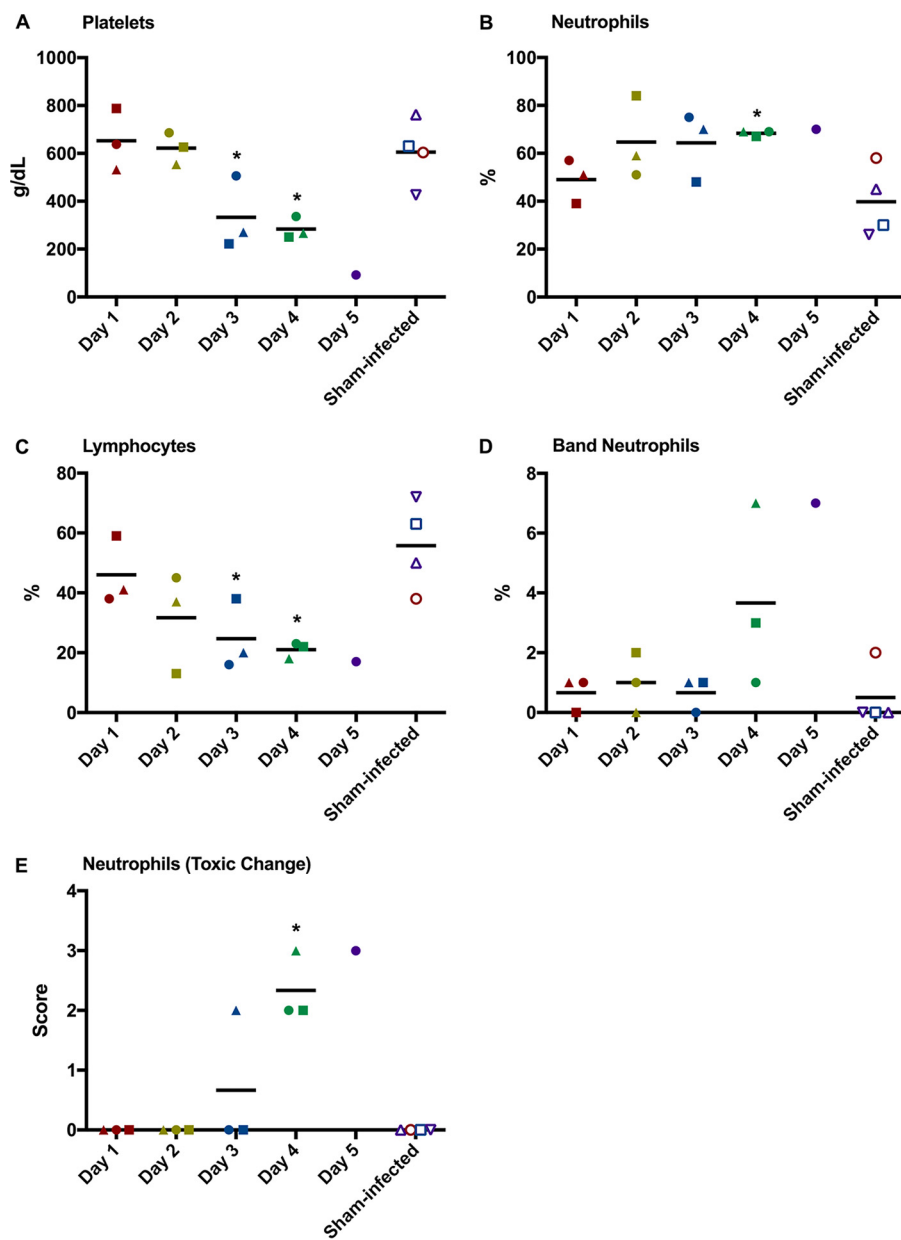 A Platelets
1000
800
600
400
200
0
g/dL
*
*
Day 1
Day 2
Day 3
Day 4
Day 5
Sham-infected
B Neutrophils
100
80
60
40
20
0
%
*
Day 1
Day 2
Day 3
Day 4
Day 5
Sham-infected
C Lymphocytes
80
60
40
20
0
%
*
*
Day 1
Day 2
Day 3
Day 4
Day 5
Sham-infected
D Band Neutrophils
8
6
4
2
0
%
Day 1
Day 2
Day 3
Day 4
Day 5
Sham-infected
E Neutrophils (Toxic Change)
4
3
2
1
0
Score
*
Day 1
Day 2
Day 3
Day 4
Day 5
Sham-infected